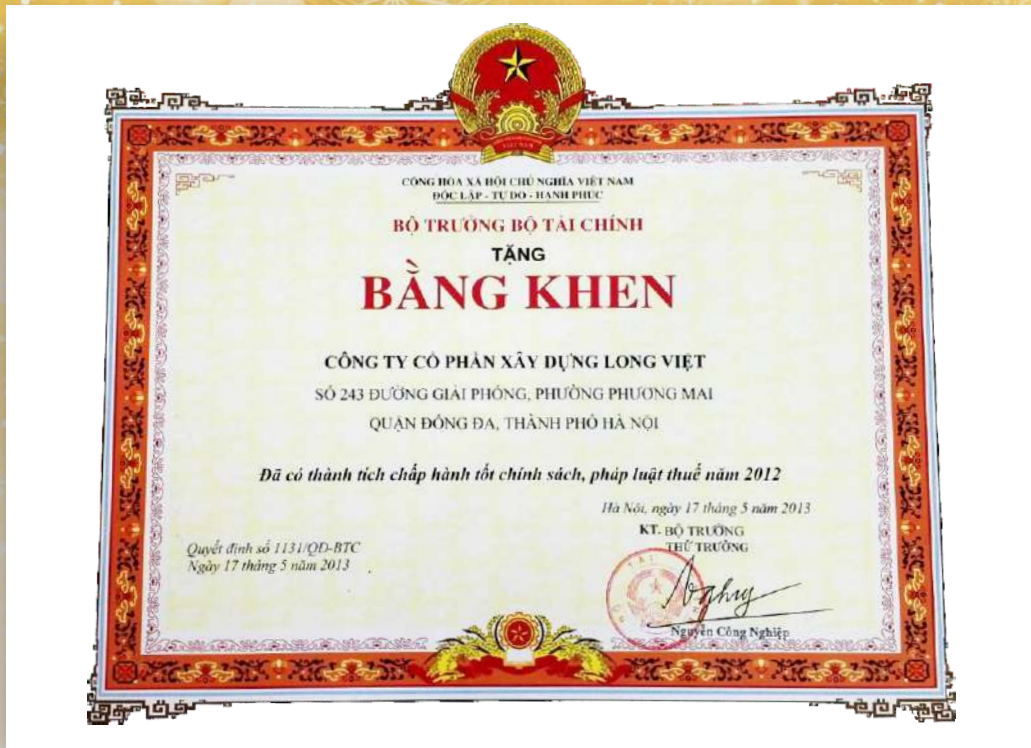 VIỆT NAM
CỘNG HÒA XÃ HỘI CHỦ NGHĨA VIỆT NAM
ĐỘC LẬP - TỰ DO - HẠNH PHÚC
BỘ TRƯỞNG BỘ TÀI CHÍNH
TẶNG
BẰNG KHEN
CÔNG TY CỔ PHẦN XÂY DỰNG LONG VIỆT
SỐ 243 ĐƯỜNG GIẢI PHÓNG, PHƯỜNG PHƯƠNG MAI
QUẬN ĐỐNG ĐA, THÀNH PHỐ HÀ NỘI
Đã có thành tích chấp hành tốt chính sách, pháp luật thuế năm 2012
Hà Nội, ngày 17 tháng 5 năm 2013
KT. BỘ TRƯỞNG
THỨ TRƯỞNG
Quyết định số 1131/QĐ-BTC
Ngày 17 tháng 5 năm 2013
Nguyễn Công Nghiệp